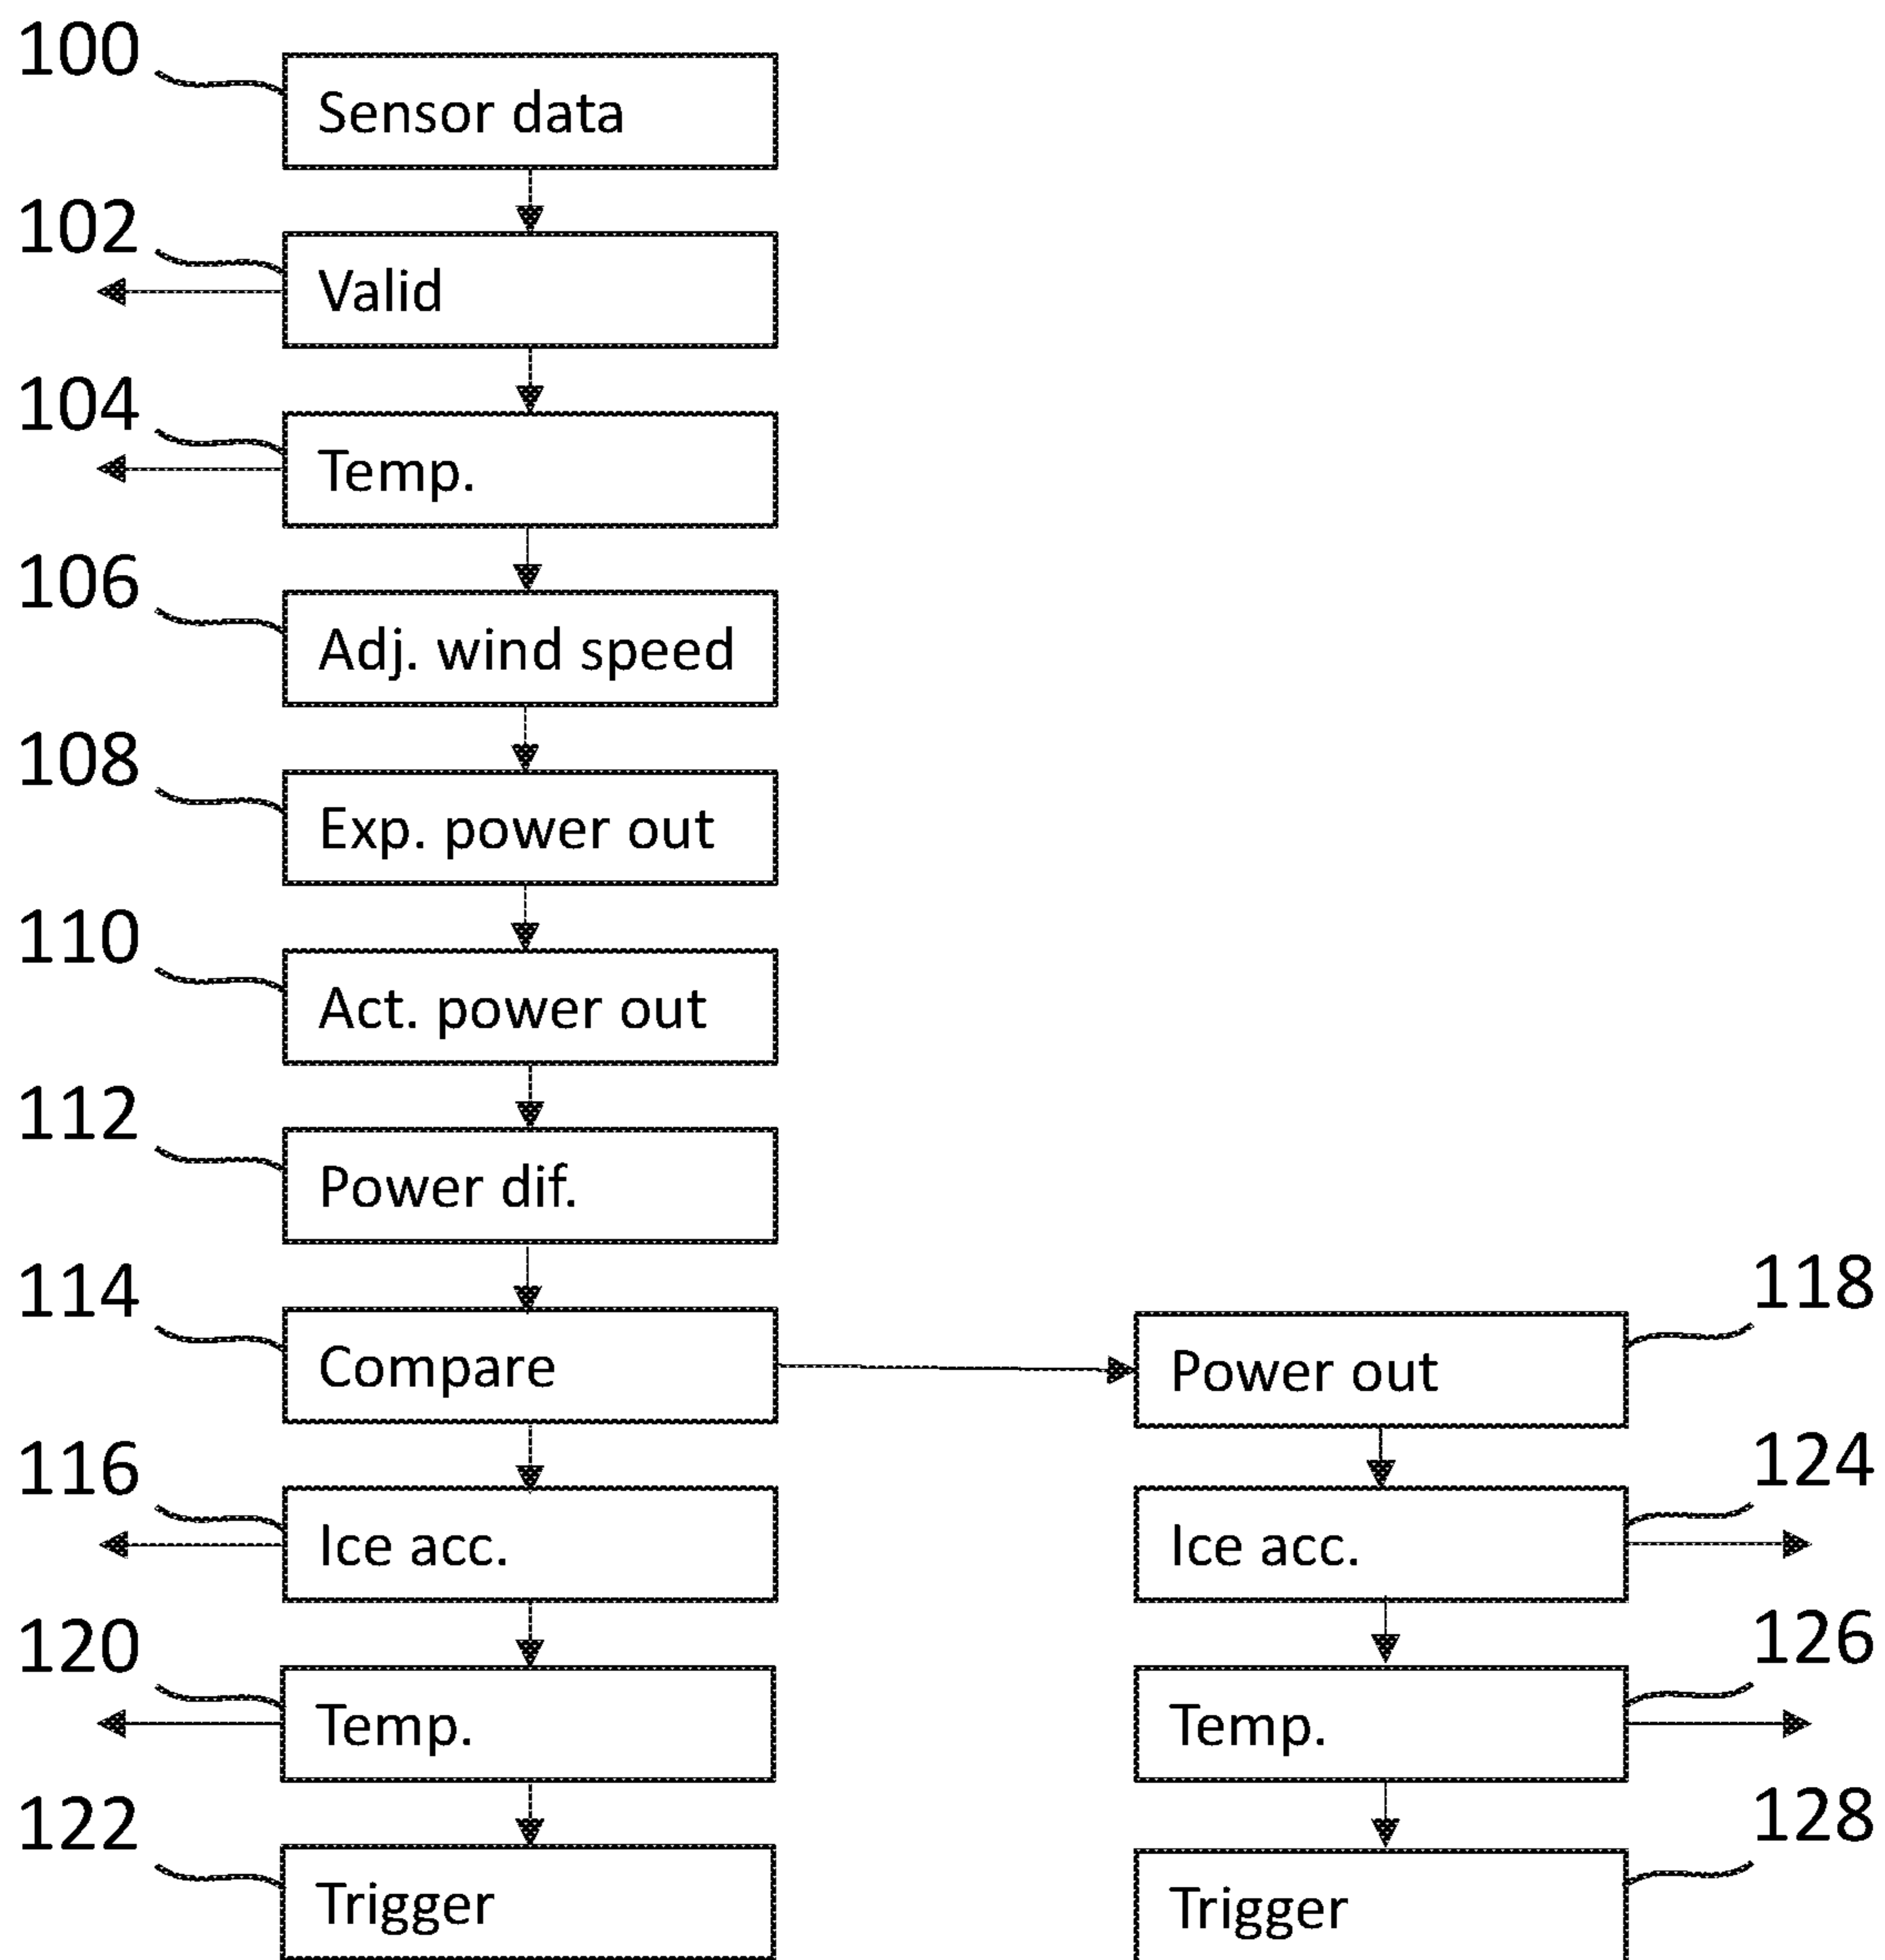 100
Sensor data
102
Valid
104
Temp.
106
Adj. wind speed
108
Exp. power out
110
Act. power out
112
Power dif.
114
Compare
118
Power out
116
Ice acc.
124
Ice acc.
120
Temp.
126
Temp.
122
Trigger
128
Trigger